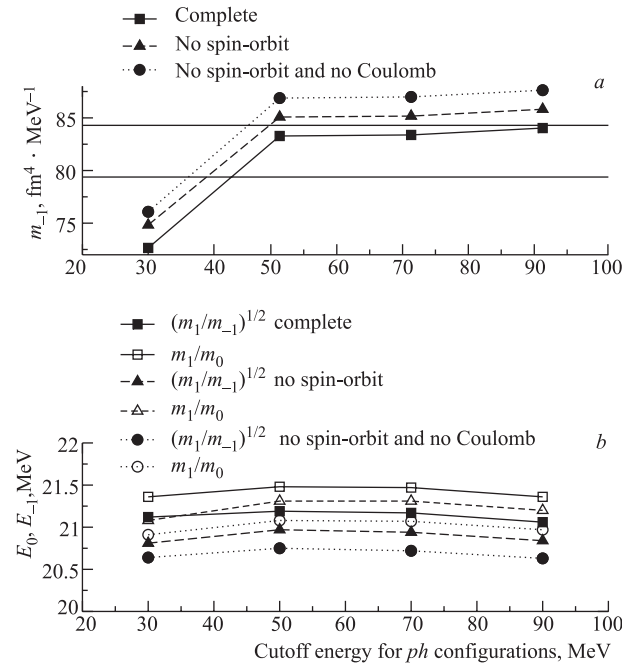 Complete
No spin-orbit
No spin-orbit and no Coulomb
a
85
80
75
m₋₁, fm⁴ · MeV⁻¹
20 30 40 50 60 70 80 90 100
(m₁/m₋₁)^1/2 complete
m₁/m₀
(m₁/m₋₁)^1/2 no spin-orbit
m₁/m₀
(m₁/m₋₁)^1/2 no spin-orbit and no Coulomb
m₁/m₀
b
22
21.5
21
20.5
20
E₀, E₋₁,MeV
20 30 40 50 60 70 80 90 100
Cutoff energy for ph configurations, MeV